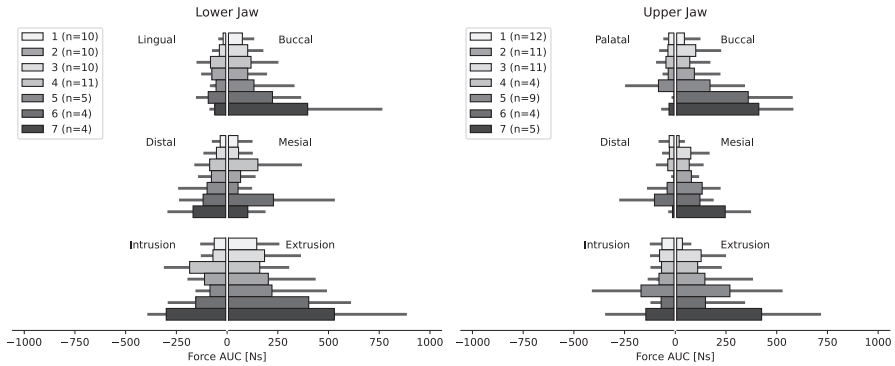 Lower Jaw
1 (n=10)
2 (n=10)
3 (n=10)
4 (n=11)
5 (n=5)
6 (n=4)
7 (n=4)
Lingual Buccal
Distal Mesial
Intrusion Extrusion
−1000 −750 −500 −250 0 250 500 750 1000
Force AUC [Ns]
Upper Jaw
1 (n=12)
2 (n=11)
3 (n=11)
4 (n=4)
5 (n=9)
6 (n=4)
7 (n=5)
Palatal Buccal
Distal Mesial
Intrusion Extrusion
−1000 −750 −500 −250 0 250 500 750 1000
Force AUC [Ns]